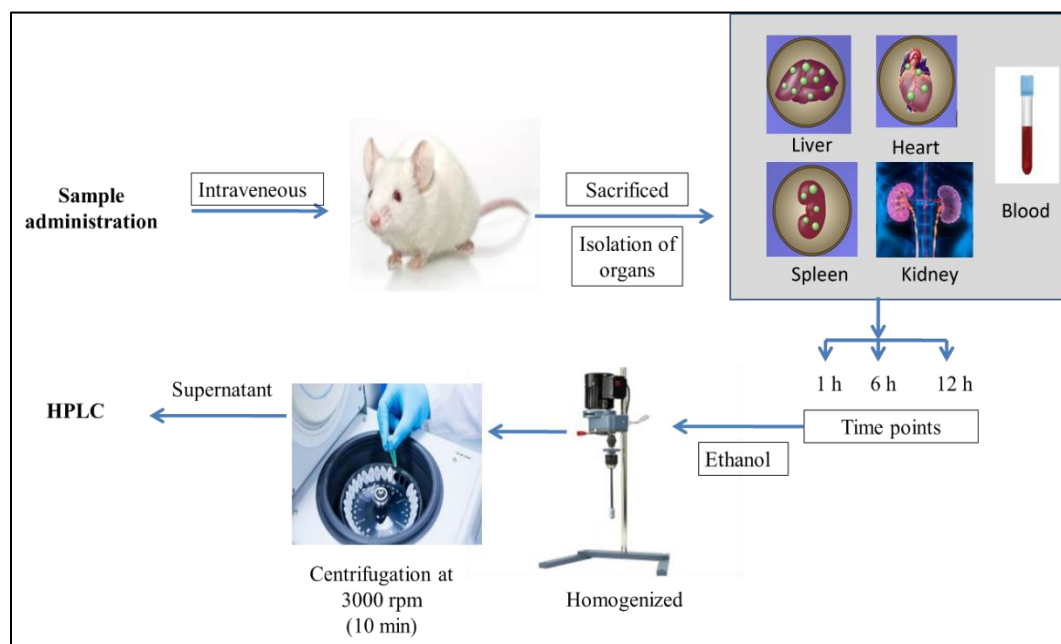 Sample
administration
Intraveneous
Sacrificed
Isolation of
organs
Liver
Heart
Spleen
Kidney
Blood
1 h
6 h
12 h
Time points
Ethanol
Homogenized
Centrifugation at
3000 rpm
(10 min)
Supernatant
HPLC